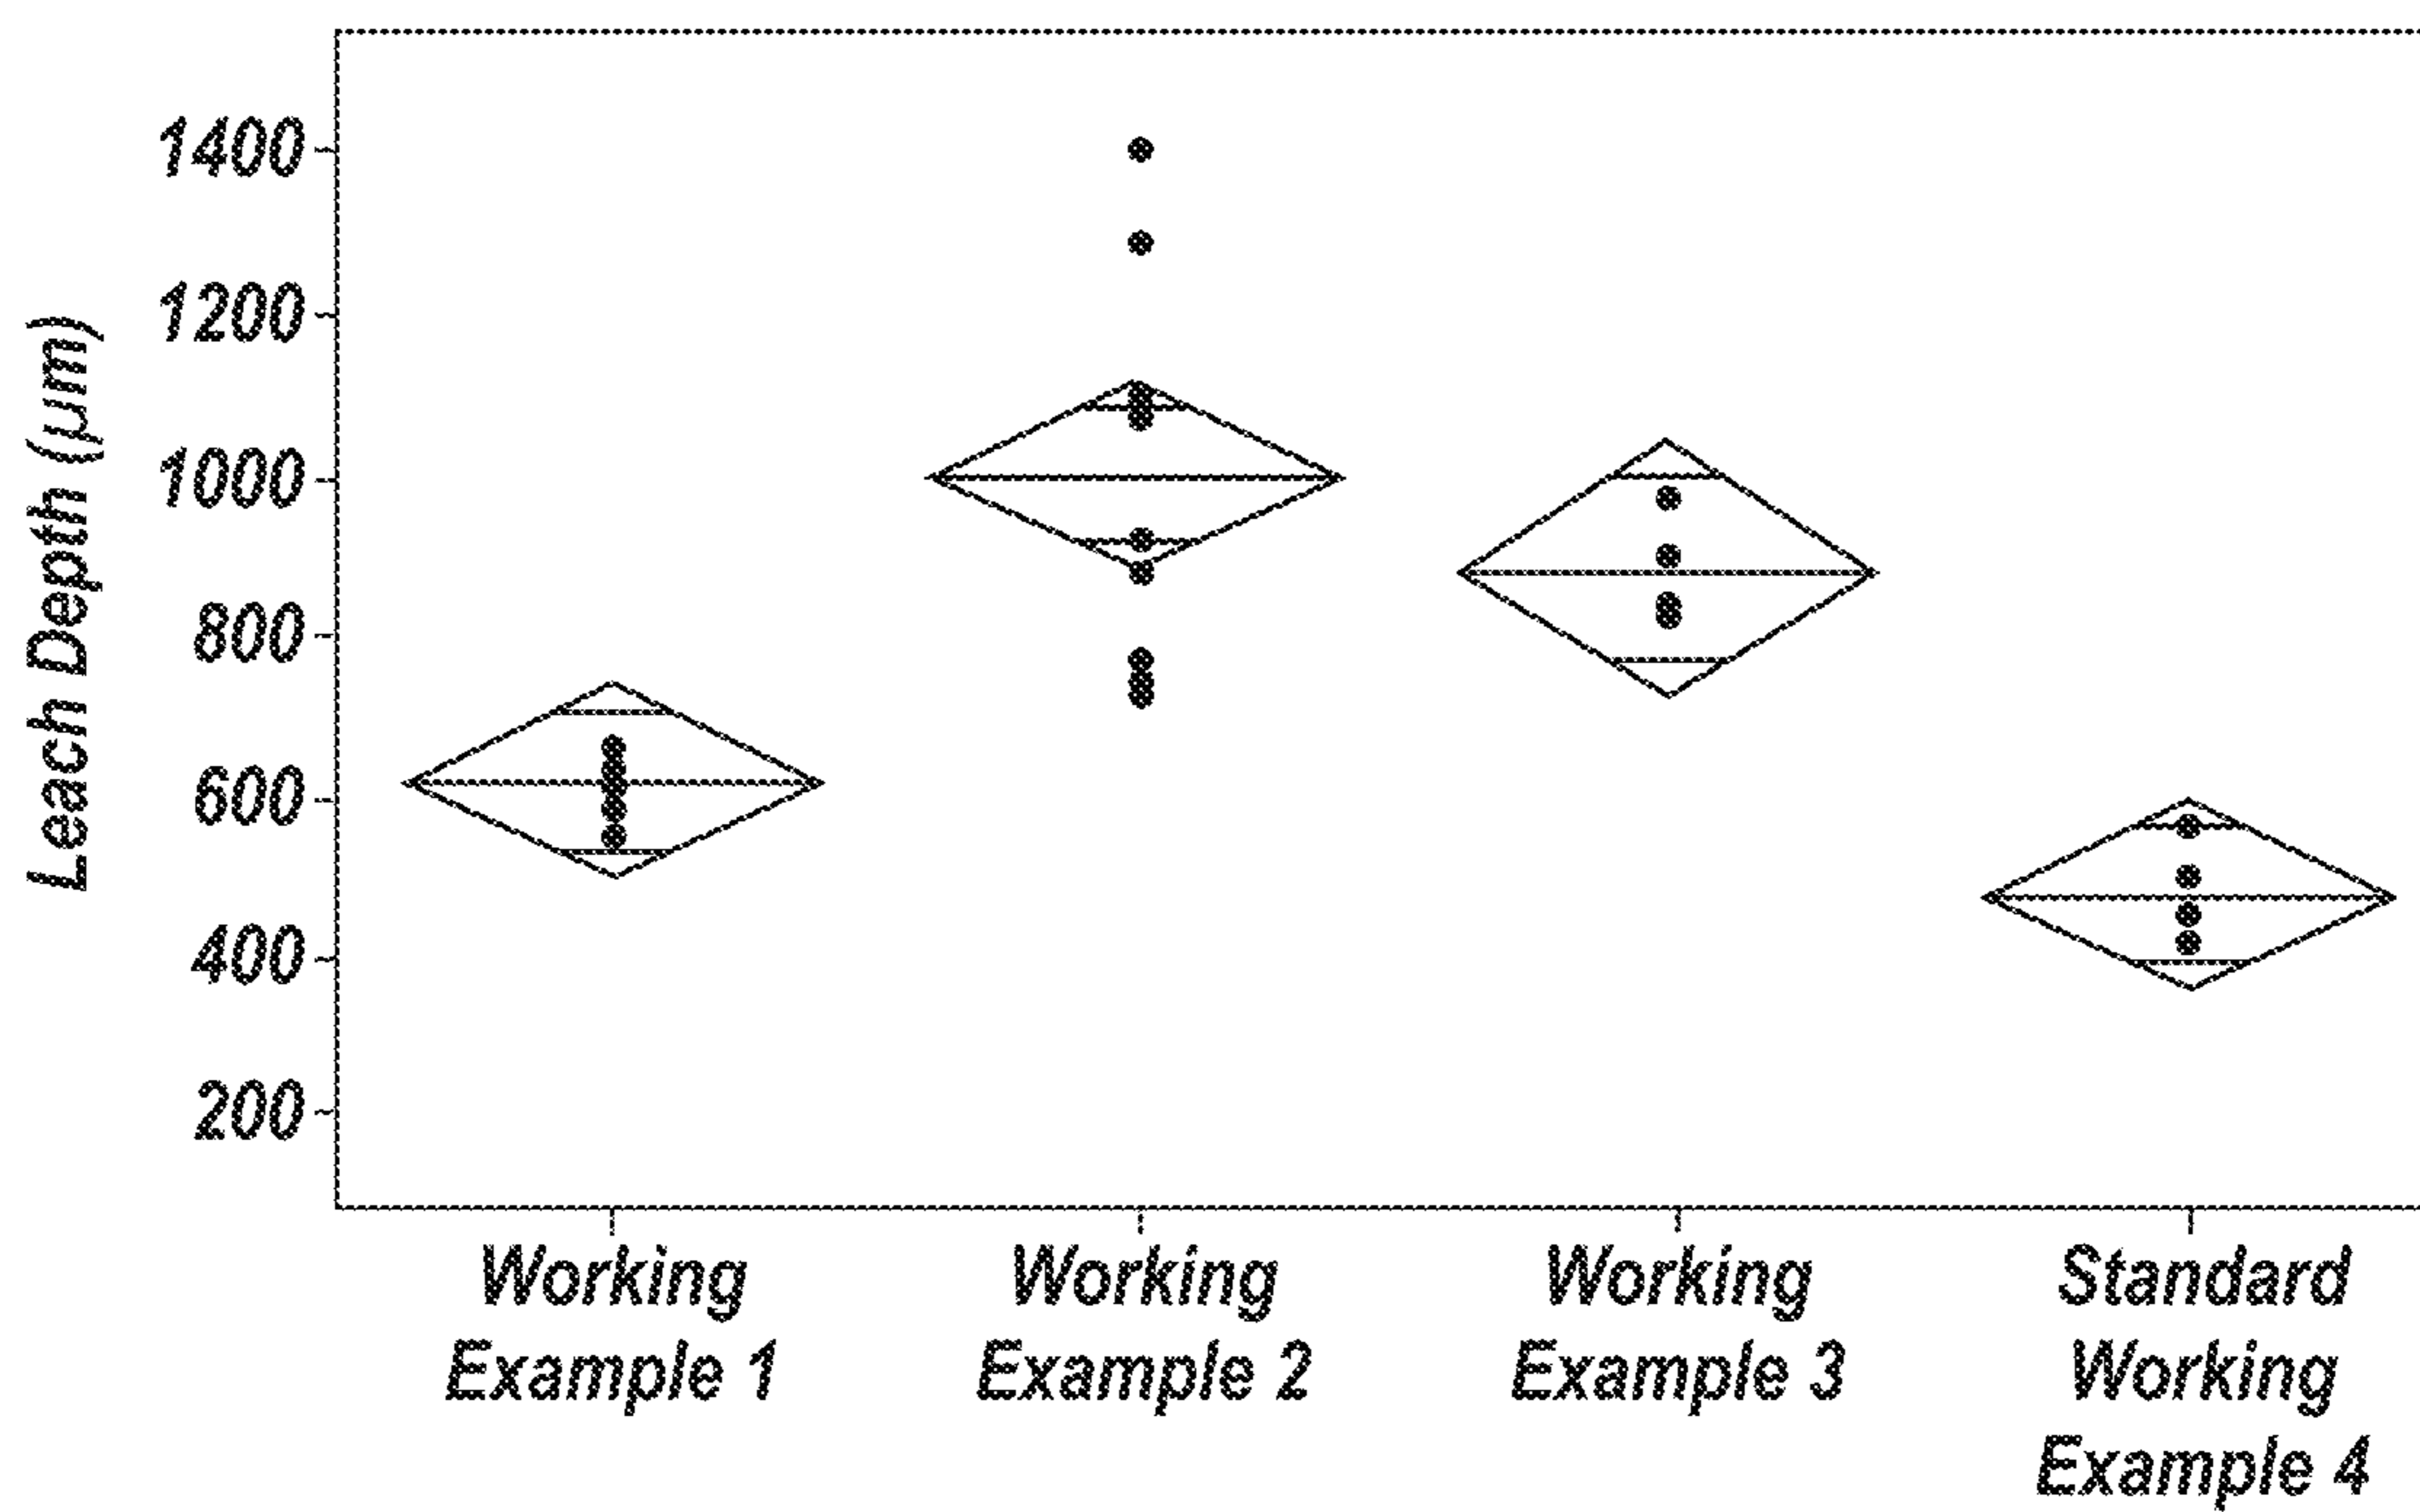 Leach Depth (µm)
1400
1200
1000
800
600
400
200
Working
Example 1
Working
Example 2
Working
Example 3
Standard
Working
Example 4